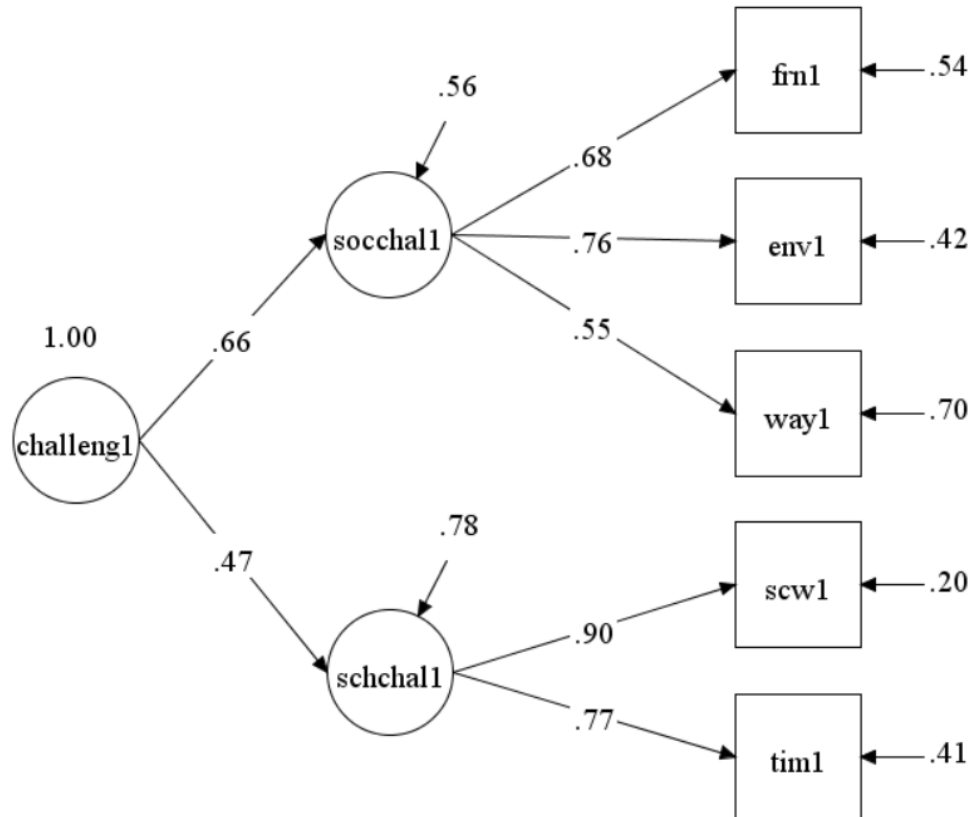 frn1
.54
.56
.68
socchal1
env1
.42
.76
.55
1.00
.66
way1
.70
challeng1
.78
.47
scw1
.20
.90
schchal1
.77
tim1
.41